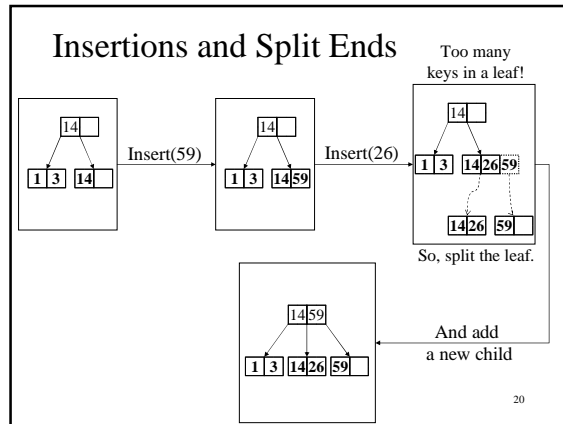 Insertions and Split Ends
Too many
keys in a leaf!
14
1 3 14
Insert(59)
14
1 3 14 59
Insert(26)
14
1 3 14 26 59
14 26 59
So, split the leaf.
14 59
1 3 14 26 59
And add
a new child
20